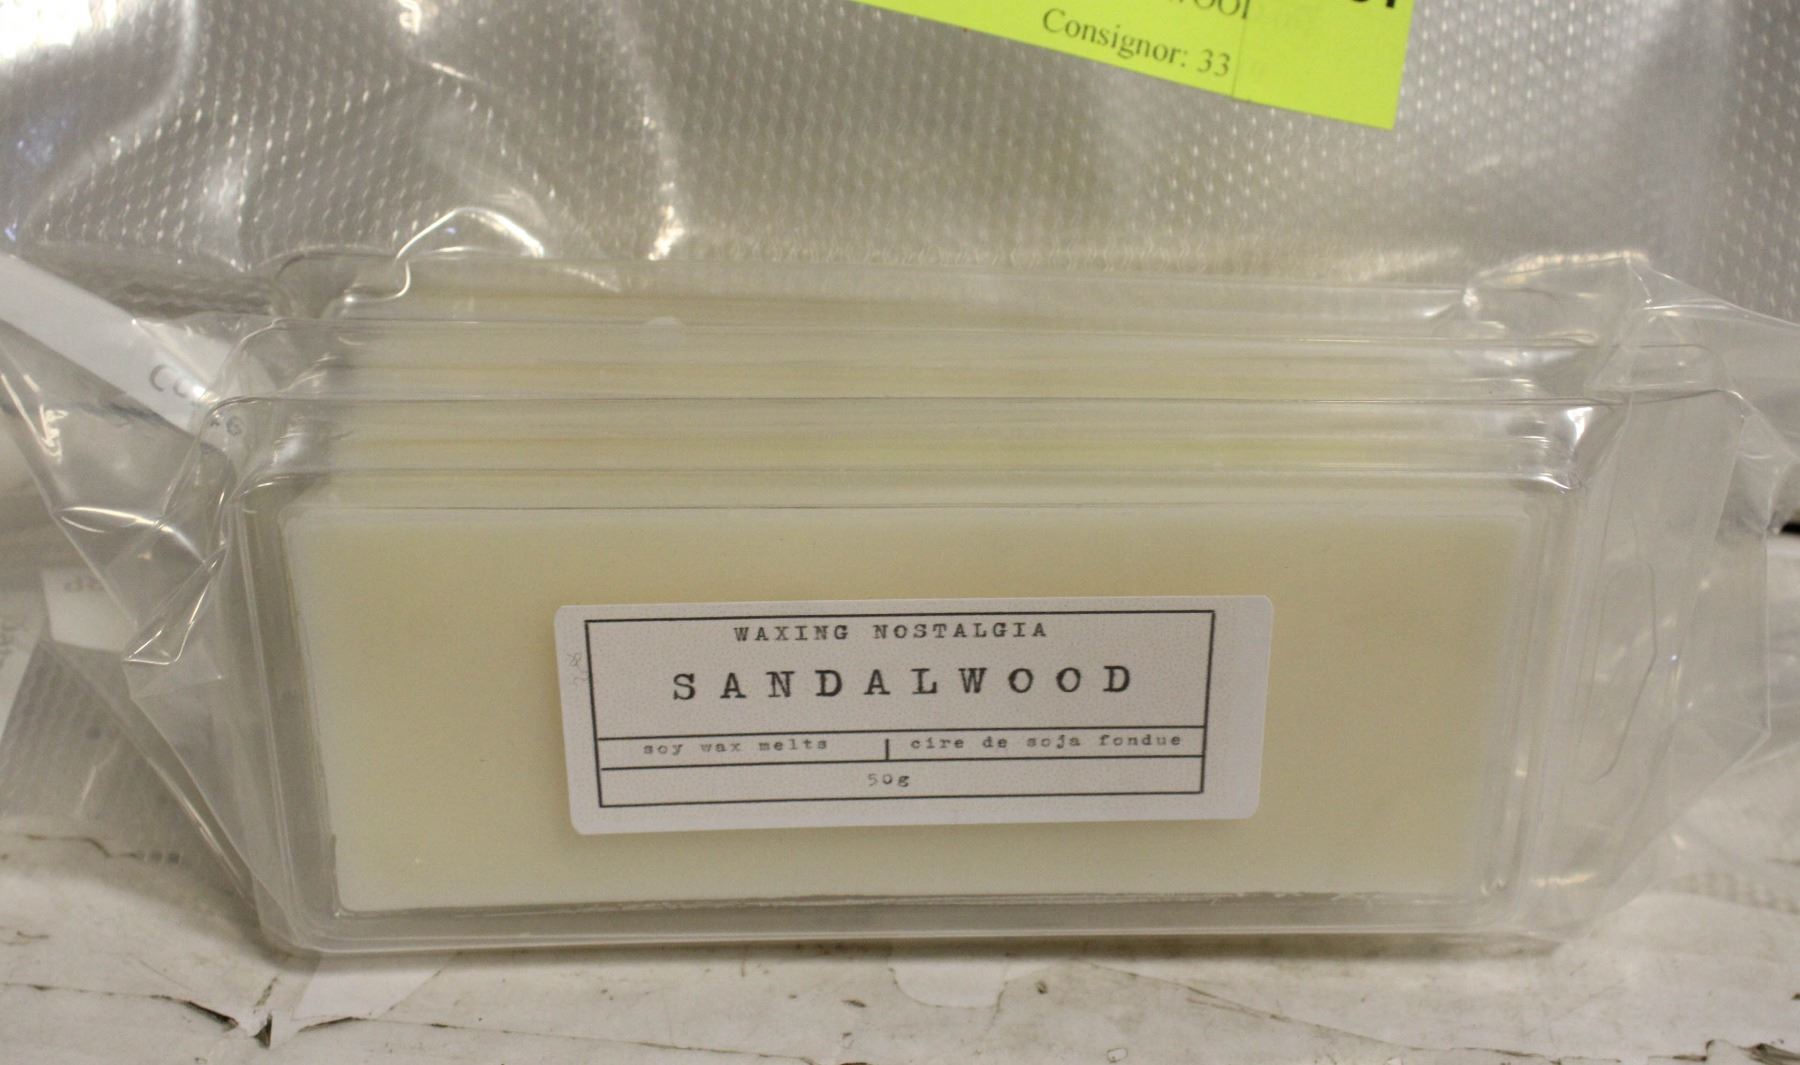 Consignor: 33
WAXING NOSTALGIA
SANDALWOOD
soy wax melts | cire de soja fondue
50g